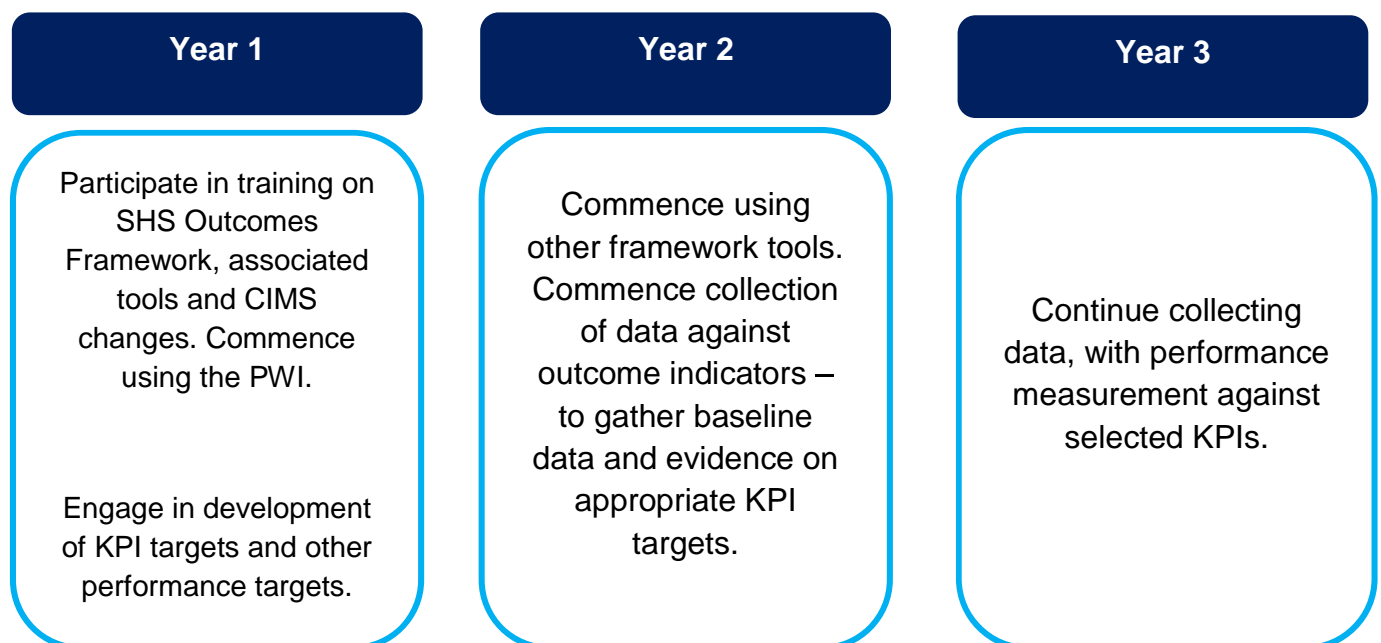 Year 1
Participate in training on
SHS Outcomes
Framework, associated
tools and CIMS
changes. Commence
using the PWI.
Engage in development
of KPI targets and other
performance targets.
Year 2
Commence using
other framework tools.
Commence collection
of data against
outcome indicators –
to gather baseline
data and evidence on
appropriate KPI
targets.
Year 3
Continue collecting
data, with performance
measurement against
selected KPIs.